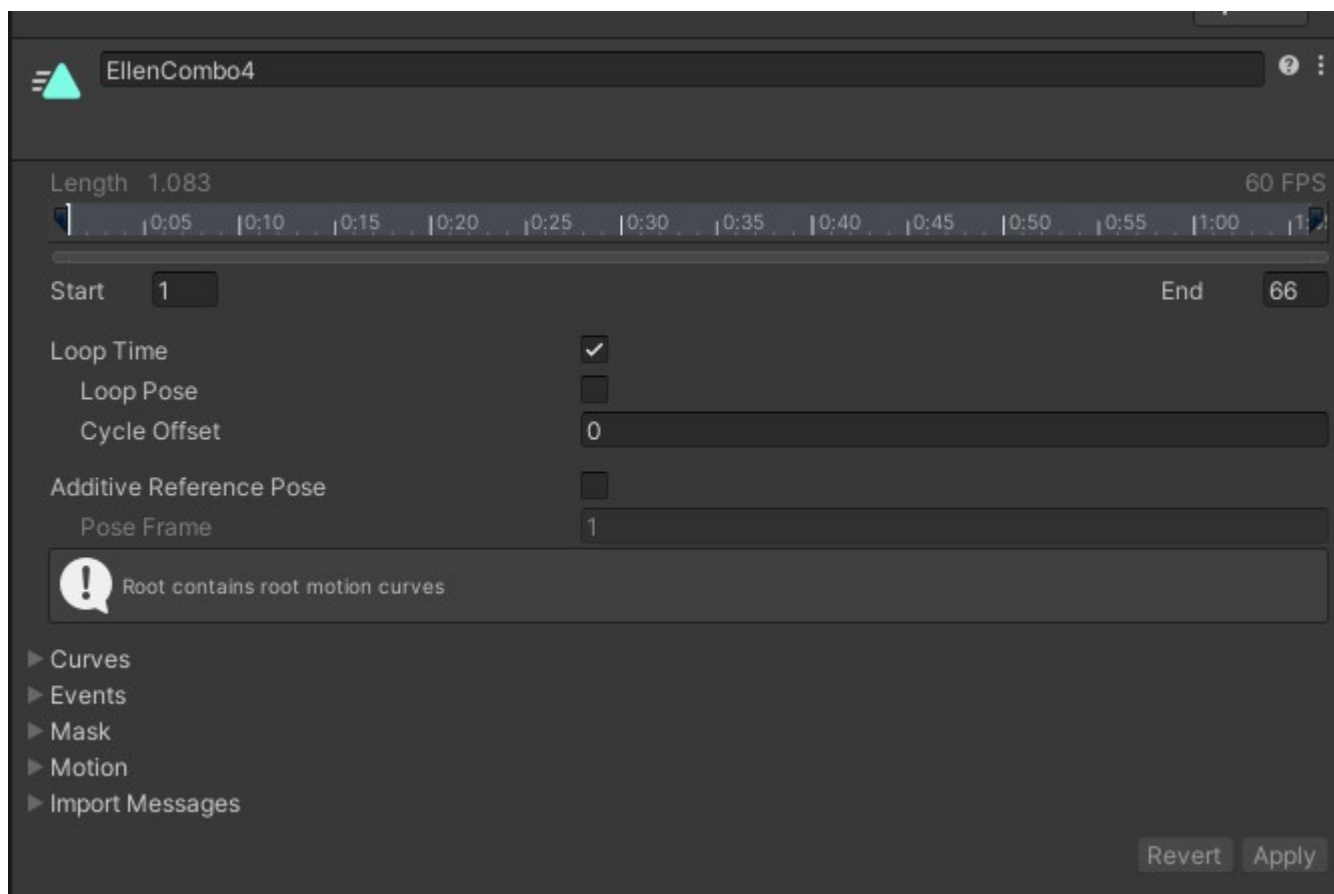 EllenCombo4
Length 1.083 60 FPS
0:05 0:10 0:15 0:20 0:25 0:30 0:35 0:40 0:45 0:50 0:55 1:00
Start 1 End 66
Loop Time
Loop Pose
Cycle Offset 0
Additive Reference Pose
Pose Frame 1
! Root contains root motion curves
Curves
Events
Mask
Motion
Import Messages
Revert Apply